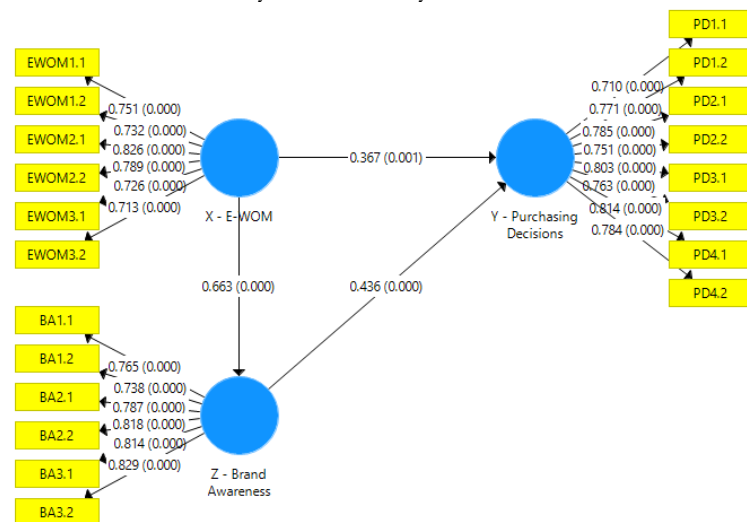 PD1.1
PD1.2
PD2.1
PD2.2
PD3.1
PD3.2
PD4.1
PD4.2
0.710 (0.000)
0.771 (0.000)
0.785 (0.000)
0.751 (0.000)
0.803 (0.000)
0.763 (0.000)
0.814 (0.000)
0.784 (0.000)
EWOM1.1
EWOM1.2
EWOM2.1
EWOM2.2
EWOM3.1
EWOM3.2
0.751 (0.000)
0.732 (0.000)
0.826 (0.000)
0.789 (0.000)
0.726 (0.000)
0.713 (0.000)
X - E-WOM
0.367 (0.001)
Y - Purchasing
Decisions
0.663 (0.000)
0.436 (0.000)
BA1.1
BA1.2
BA2.1
BA2.2
BA3.1
BA3.2
0.765 (0.000)
0.738 (0.000)
0.787 (0.000)
0.818 (0.000)
0.814 (0.000)
0.829 (0.000)
Z - Brand
Awareness